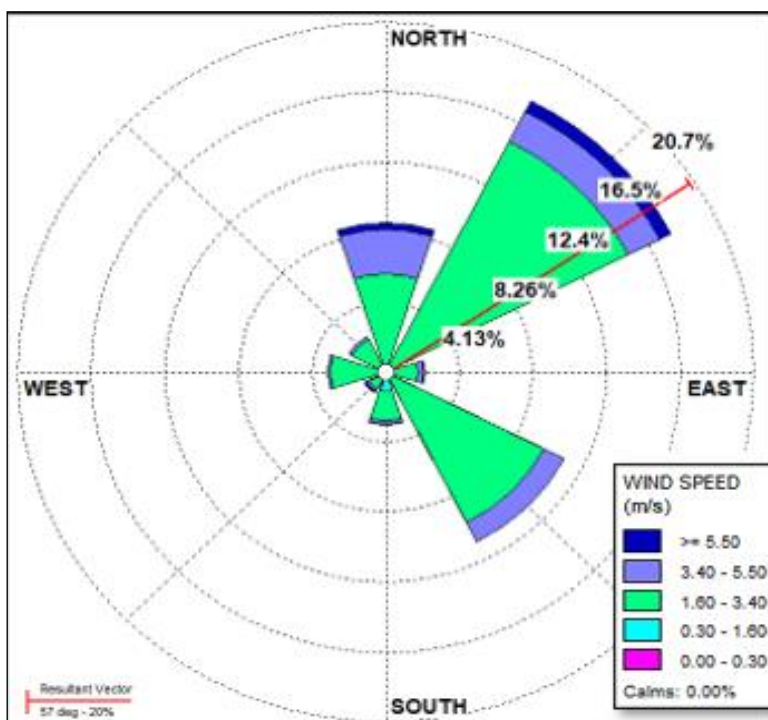 NORTH
20.7%
16.5%
12.4%
8.26%
4.13%
WEST
EAST
WIND SPEED
(m/s)
>= 5.50
3.40 - 5.50
1.60 - 3.40
0.30 - 1.60
0.00 - 0.30
Calms: 0.00%
Resultant Vector
57 deg - 20%
SOUTH